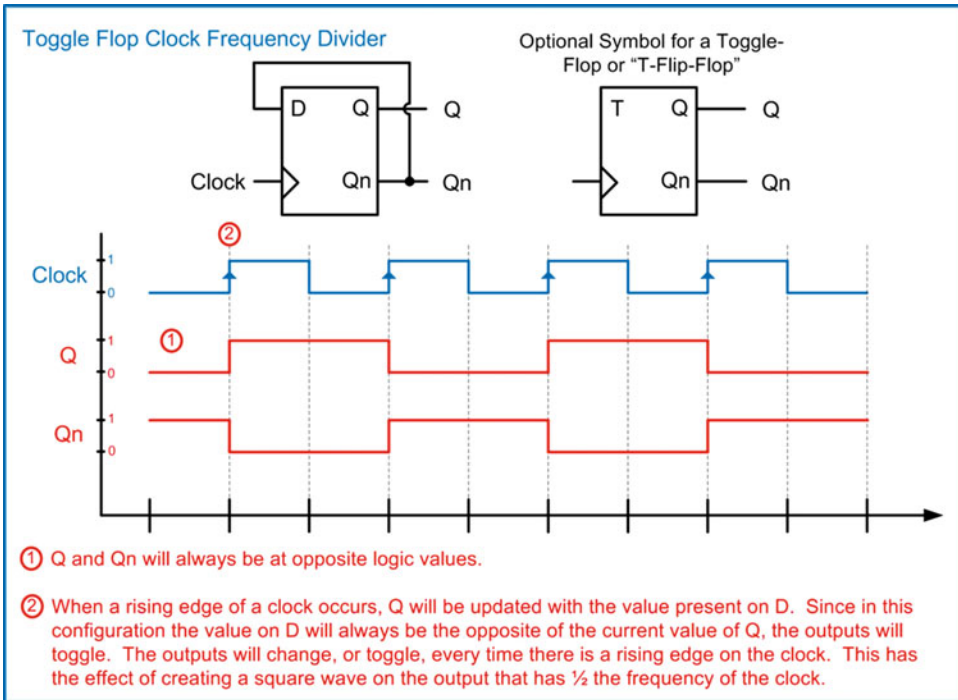 Toggle Flop Clock Frequency Divider
Optional Symbol for a Toggle-
Flop or “T-Flip-Flop”
D Q Q
Clock Qn Qn
T Q Q
Qn Qn
2
Clock 1
0
1
Q 1
0
Qn 1
0
1 Q and Qn will always be at opposite logic values.
2 When a rising edge of a clock occurs, Q will be updated with the value present on D. Since in this
configuration the value on D will always be the opposite of the current value of Q, the outputs will
toggle. The outputs will change, or toggle, every time there is a rising edge on the clock. This has
the effect of creating a square wave on the output that has ½ the frequency of the clock.